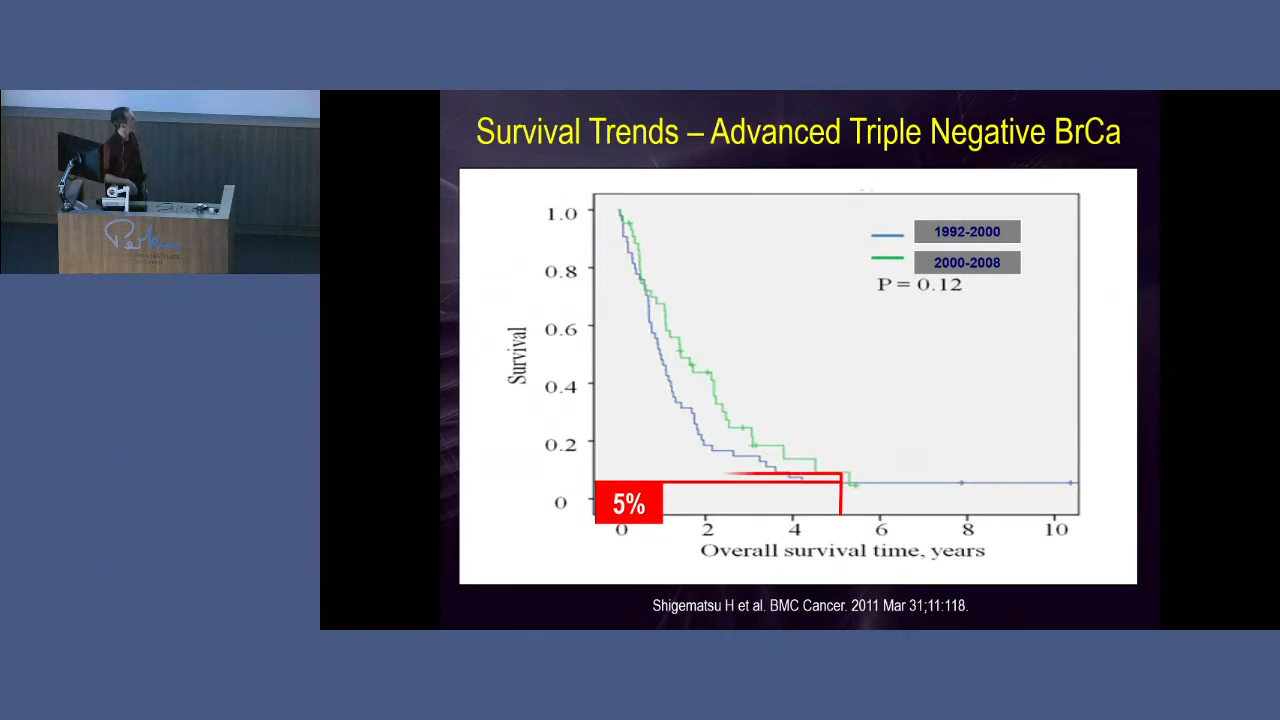 Survival Trends – Advanced Triple Negative BrCa
1.0
0.8
0.6
0.4
0.2
0
Survival
1992-2000
2000-2008
P = 0.12
5%
0 2 4 6 8 10
Overall survival time, years
Shigematsu H et al. BMC Cancer. 2011 Mar 31;11:118.